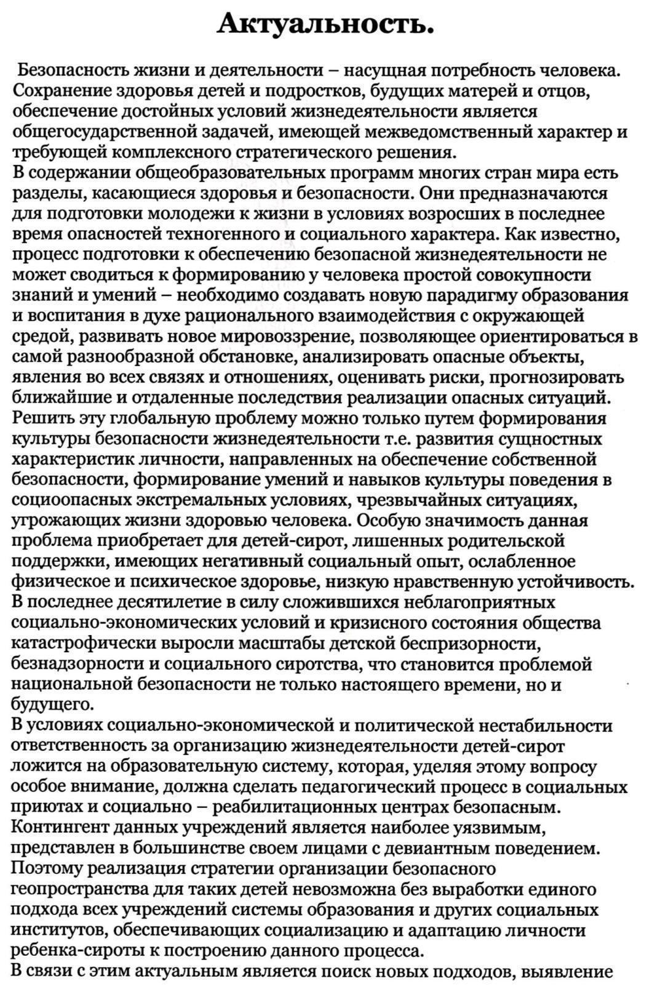 Актуальность.
Безопасность жизни и деятельности – насущная потребность человека.
Сохранение здоровья детей и подростков, будущих матерей и отцов,
обеспечение достойных условий жизнедеятельности является
общегосударственной задачей, имеющей межведомственный характер и
требующей комплексного стратегического решения.
В содержании общеобразовательных программ многих стран мира есть
разделы, касающиеся здоровья и безопасности. Они предназначаются
для подготовки молодежи к жизни в условиях возросших в последнее
время опасностей техногенного и социального характера. Как известно,
процесс подготовки к обеспечению безопасной жизнедеятельности не
может сводиться к формированию у человека простой совокупности
знаний и умений – необходимо создавать новую парадигму образования
и воспитания в духе рационального взаимодействия с окружающей
средой, развивать новое мировоззрение, позволяющее ориентироваться в
самой разнообразной обстановке, анализировать опасные объекты,
явления во всех связях и отношениях, оценивать риски, прогнозировать
ближайшие и отдаленные последствия реализации опасных ситуаций.
Решить эту глобальную проблему можно только путем формирования
культуры безопасности жизнедеятельности т.е. развития сущностных
характеристик личности, направленных на обеспечение собственной
безопасности, формирование умений и навыков культуры поведения в
социоопасных экстремальных условиях, чрезвычайных ситуациях,
угрожающих жизни здоровью человека. Особую значимость данная
проблема приобретает для детей-сирот, лишенных родительской
поддержки, имеющих негативный социальный опыт, ослабленное
физическое и психическое здоровье, низкую нравственную устойчивость.
В последнее десятилетие в силу сложившихся неблагоприятных
социально-экономических условий и кризисного состояния общества
катастрофически выросли масштабы детской беспризорности,
безнадзорности и социального сиротства, что становится проблемой
национальной безопасности не только настоящего времени, но и
будущего.
В условиях социально-экономической и политической нестабильности
ответственность за организацию жизнедеятельности детей-сирот
ложится на образовательную систему, которая, уделяя этому вопросу
особое внимание, должна сделать педагогический процесс в социальных
приютах и социально – реабилитационных центрах безопасным.
Контингент данных учреждений является наиболее уязвимым,
представлен в большинстве своем лицами с девиантным поведением.
Поэтому реализация стратегии организации безопасного
геопространства для таких детей невозможна без выработки единого
подхода всех учреждений системы образования и других социальных
институтов, обеспечивающих социализацию и адаптацию личности
ребенка-сироты к построению данного процесса.
В связи с этим актуальным является поиск новых подходов, выявление